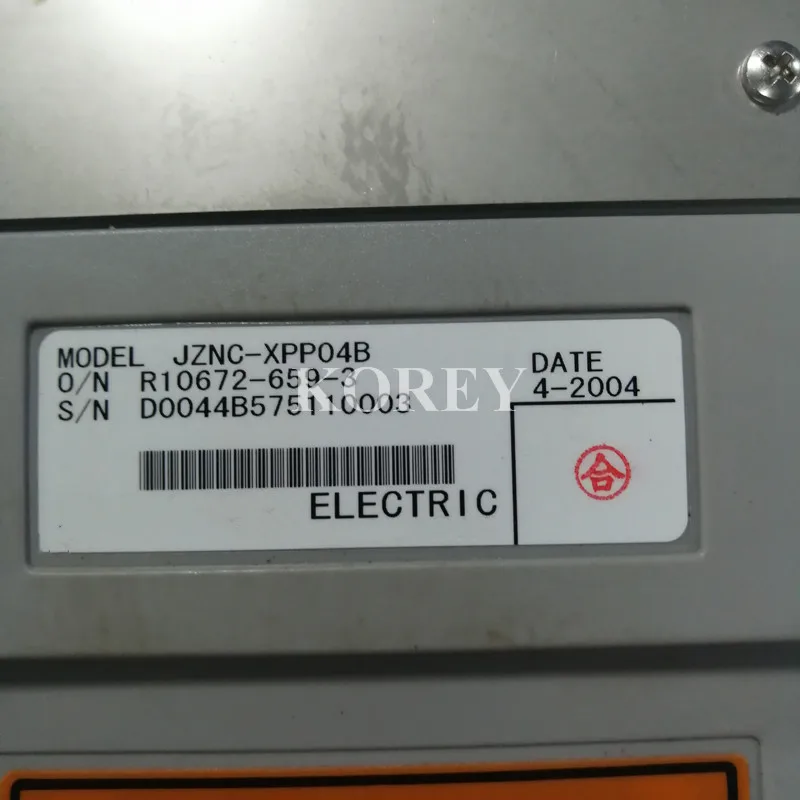 MODEL JZNC-XPP04B
O/N R10672-659-3
S/N D0044B575110003
DATE
4-2004
KOREY
ELECTRIC
合